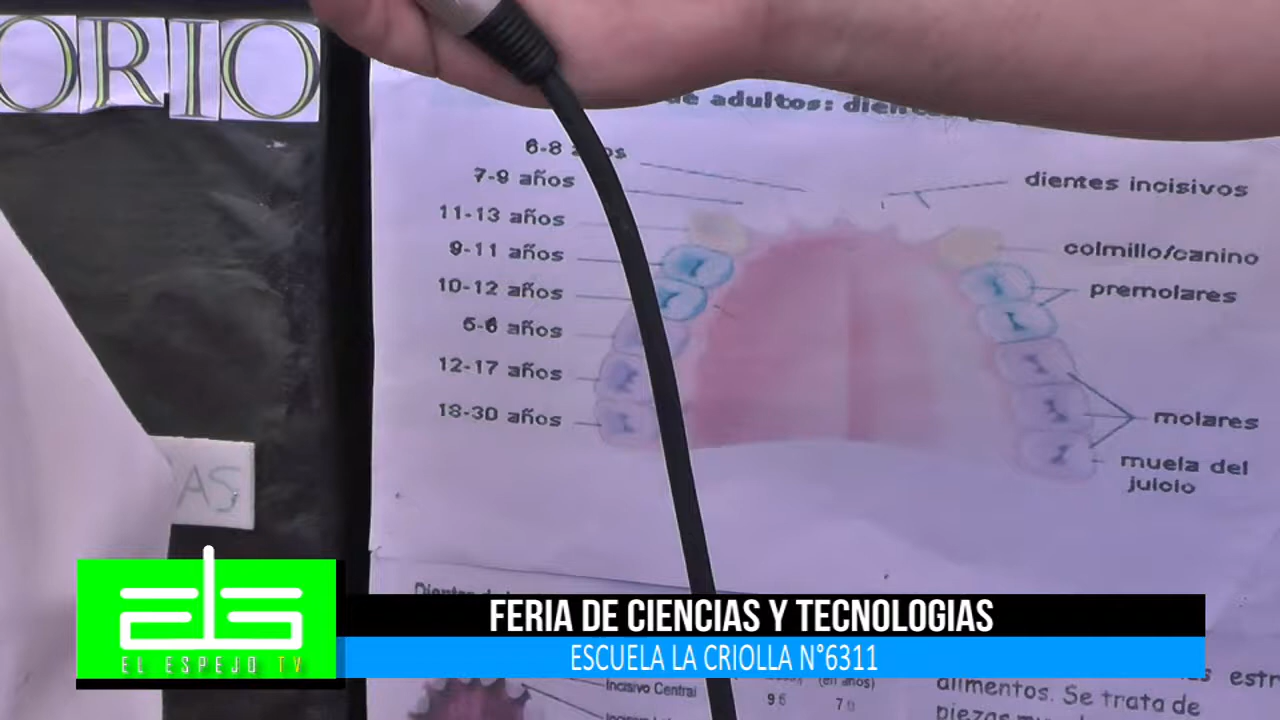 ORIO
de adultos:
6-8
7-9 años
11-13 años
9-11 años
10-12 años
5-6 años
12-17 años
18-30 años
dientes incisivos
colmillo/canino
premolares
molares
muela del
juicio
AS
FERIA DE CIENCIAS Y TECNOLOGIAS
ESCUELA LA CRIOLLA N°6311
EL ESPEJO TV
Incisivo Central
(en años)
alimentos. Se trata de